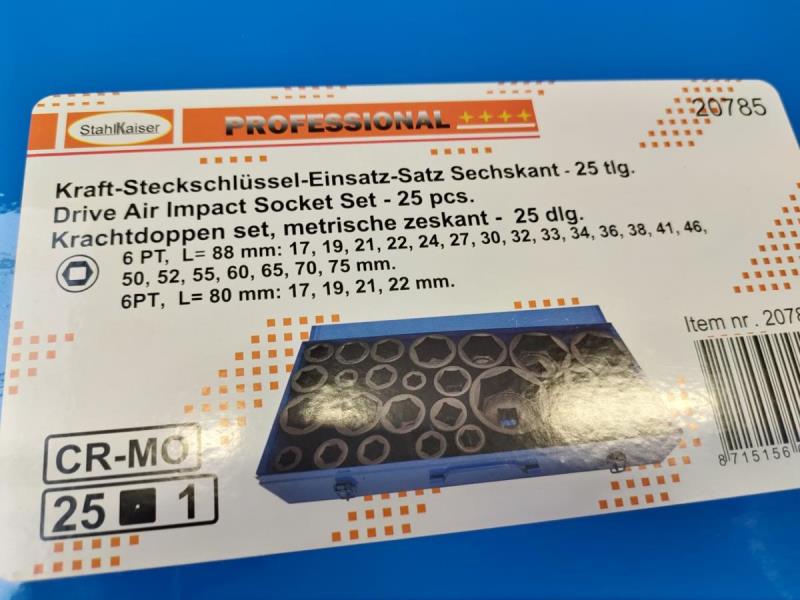 StahlKaiser
PROFESSIONAL ++++
20785
Kraft-Steckschlüssel-Einsatz-Satz Sechskant - 25 tlg.
Drive Air Impact Socket Set - 25 pcs.
Krachtdoppen set, metrische zeskant - 25 dlg.
6 PT, L= 88 mm: 17, 19, 21, 22, 24, 27, 30, 32, 33, 34, 36, 38, 41, 46,
50, 52, 55, 60, 65, 70, 75 mm.
6PT, L= 80 mm: 17, 19, 21, 22 mm.
Item nr. 2078
CR-MO
25 1
8 715156